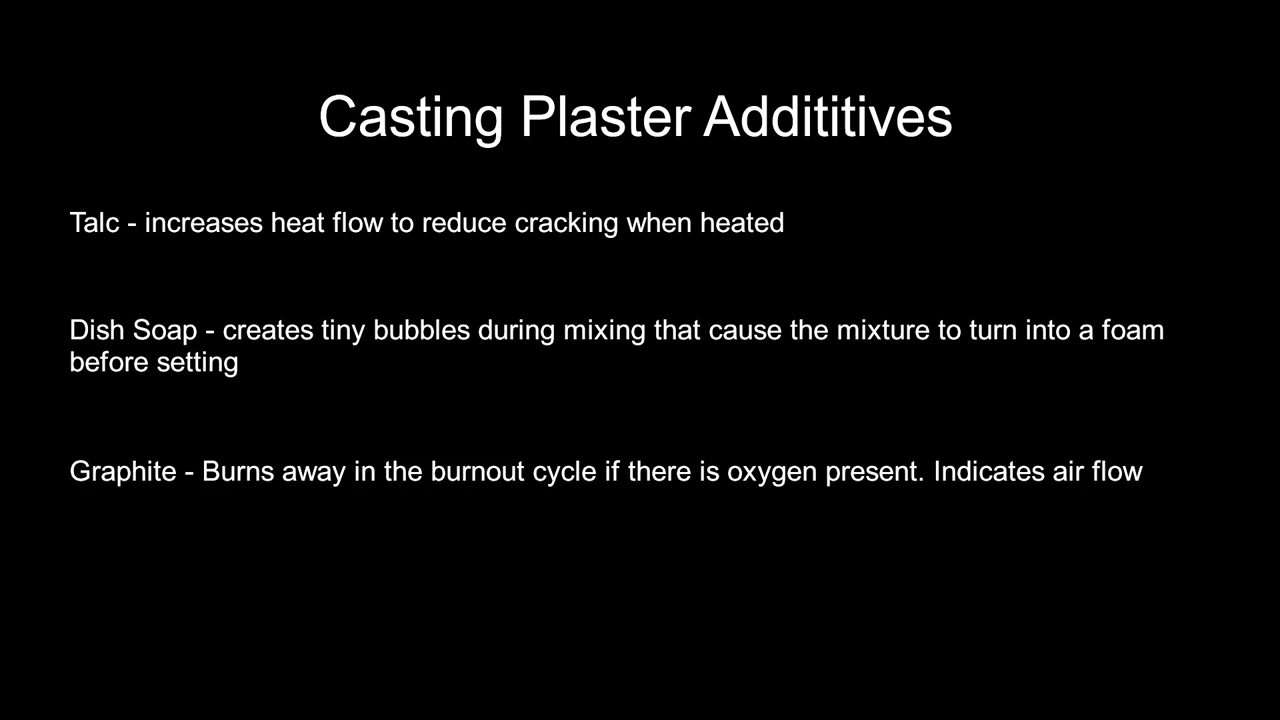 Casting Plaster Addititives
Talc - increases heat flow to reduce cracking when heated
Dish Soap - creates tiny bubbles during mixing that cause the mixture to turn into a foam
before setting
Graphite - Burns away in the burnout cycle if there is oxygen present. Indicates air flow